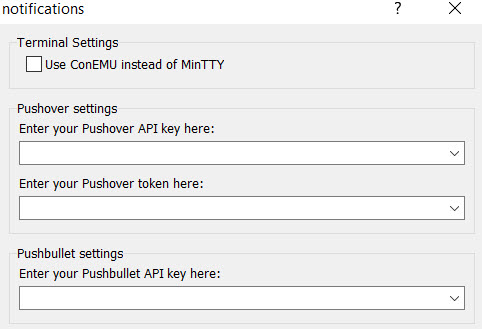 notifications ?
Terminal Settings
Use ConEMU instead of MinTTY
Pushover settings
Enter your Pushover API key here:
Enter your Pushover token here:
Pushbullet settings
Enter your Pushbullet API key here: